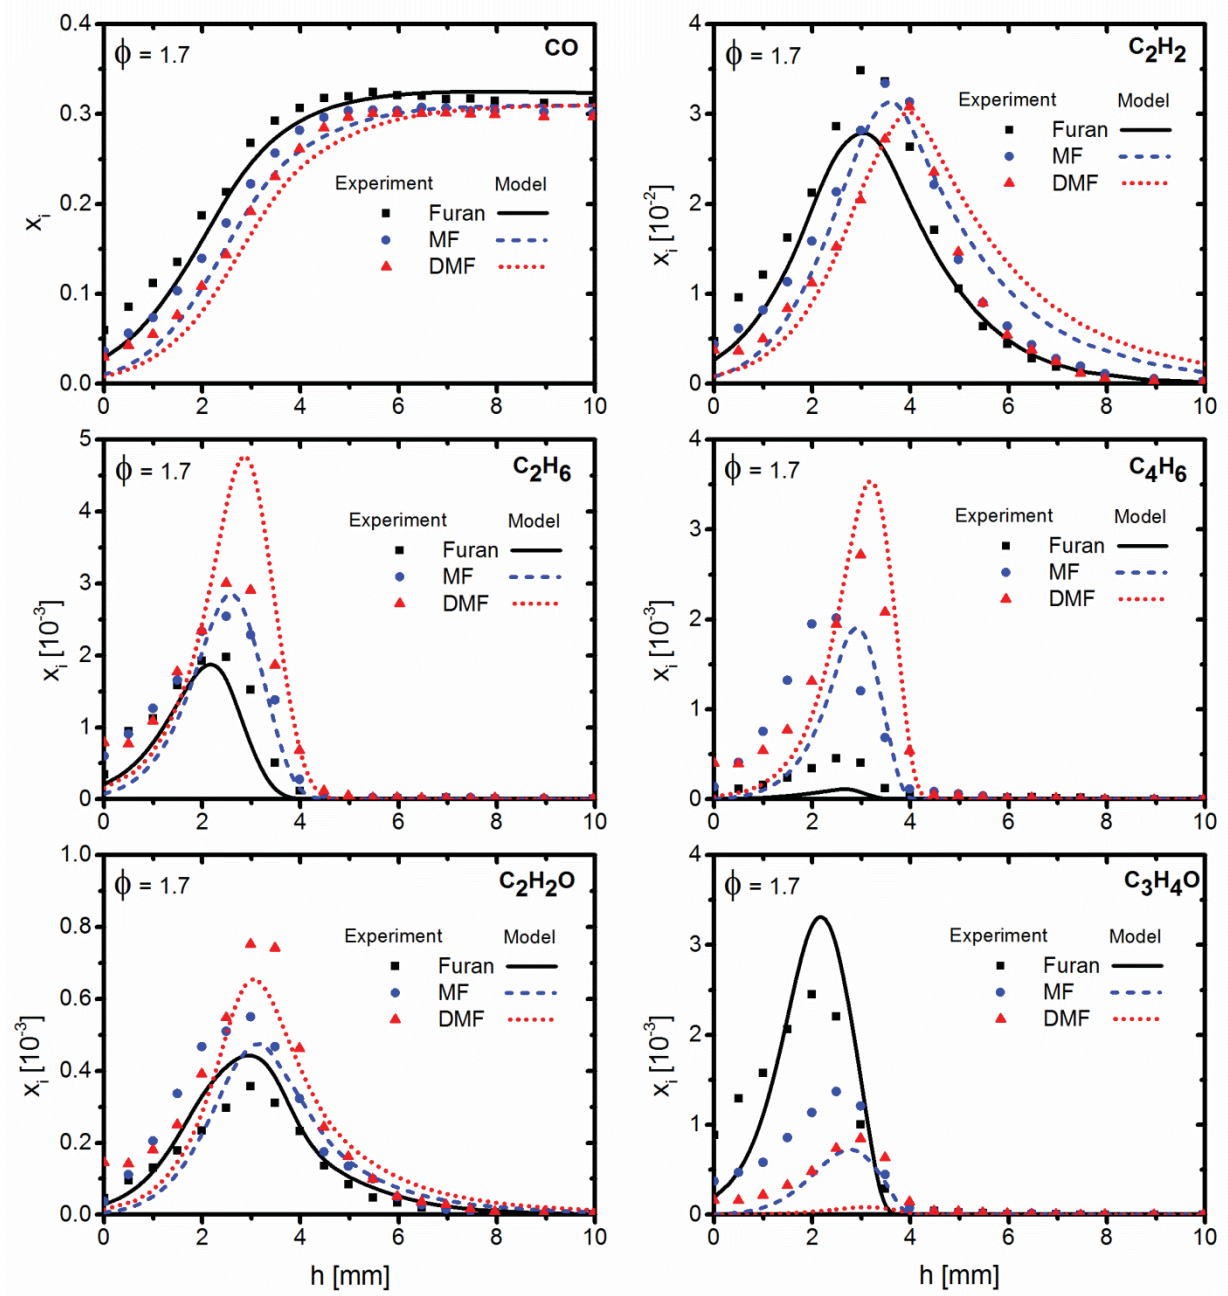 0.4
ϕ = 1.7
CO
0.3
Experiment Model
Furan
MF
DMF
0.2
0.1
0.0
xᵢ
0 2 4 6 8 10
4
ϕ = 1.7
C₂H₂
Experiment Model
Furan
MF
DMF
3
2
1
0
xᵢ [10⁻²]
0 2 4 6 8 10
5
ϕ = 1.7
C₂H₆
Experiment Model
Furan
MF
DMF
4
3
2
1
0
xᵢ [10⁻³]
0 2 4 6 8 10
4
ϕ = 1.7
C₄H₆
Experiment Model
Furan
MF
DMF
3
2
1
0
xᵢ [10⁻³]
0 2 4 6 8 10
1.0
ϕ = 1.7
C₂H₂O
Experiment Model
Furan
MF
DMF
0.8
0.6
0.4
0.2
0.0
xᵢ [10⁻³]
0 2 4 6 8 10
h [mm]
4
ϕ = 1.7
C₃H₄O
Experiment Model
Furan
MF
DMF
3
2
1
0
xᵢ [10⁻³]
0 2 4 6 8 10
h [mm]